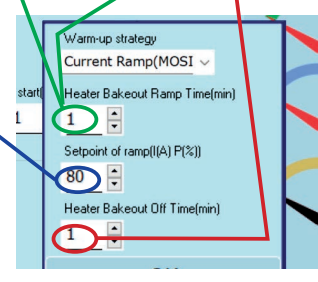 Warm-up strategy
Current Ramp(MOSI
start
Heater Bakeout Ramp Time(min)
1
1
Setpoint of ramp(I(A) P(%))
80
Heater Bakeout Off Time(min)
1